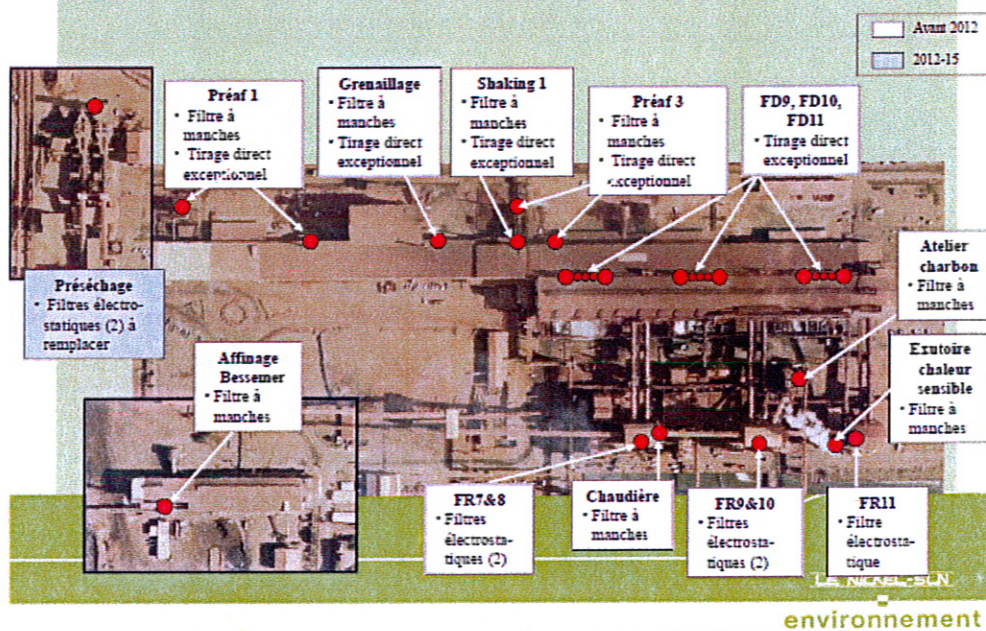 Avant 2012
2012-15
Préaf 1
• Filtre à
manches
• Tirage direct
exceptionnel
Grenaillage
• Filtre à
manches
• Tirage direct
exceptionnel
Shaking 1
• Filtre à
manches
• Tirage direct
exceptionnel
Préaf 3
• Filtre à
manches
• Tirage direct
exceptionnel
FD9, FD10,
FD11
• Tirage direct
exceptionnel
Atelier
charbon
• Filtre à
manches
Préséchage
• Filtres électro-
statiques (2) à
remplacer
Exutoire
chaleur
sensible
• Filtre à
manches
Affinage
Bessemer
• Filtre à
manches
FR7&8
• Filtres
électrosta-
tiques (2)
Chaudière
• Filtre à
manches
FR9&10
• Filtres
électrosta-
tiques (2)
FR11
• Filtre
électrosta-
tique
LE NICKEL-SLN
environnement